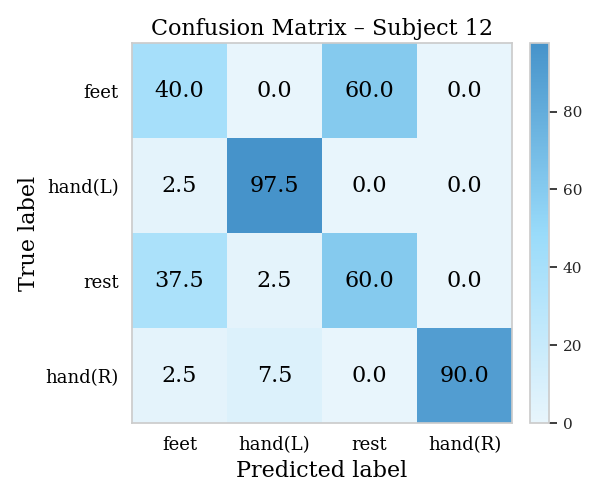 Confusion Matrix – Subject 12
True label
feet 40.0 0.0 60.0 0.0
hand(L) 2.5 97.5 0.0 0.0
rest 37.5 2.5 60.0 0.0
hand(R) 2.5 7.5 0.0 90.0
feet hand(L) rest hand(R)
Predicted label
80
60
40
20
0